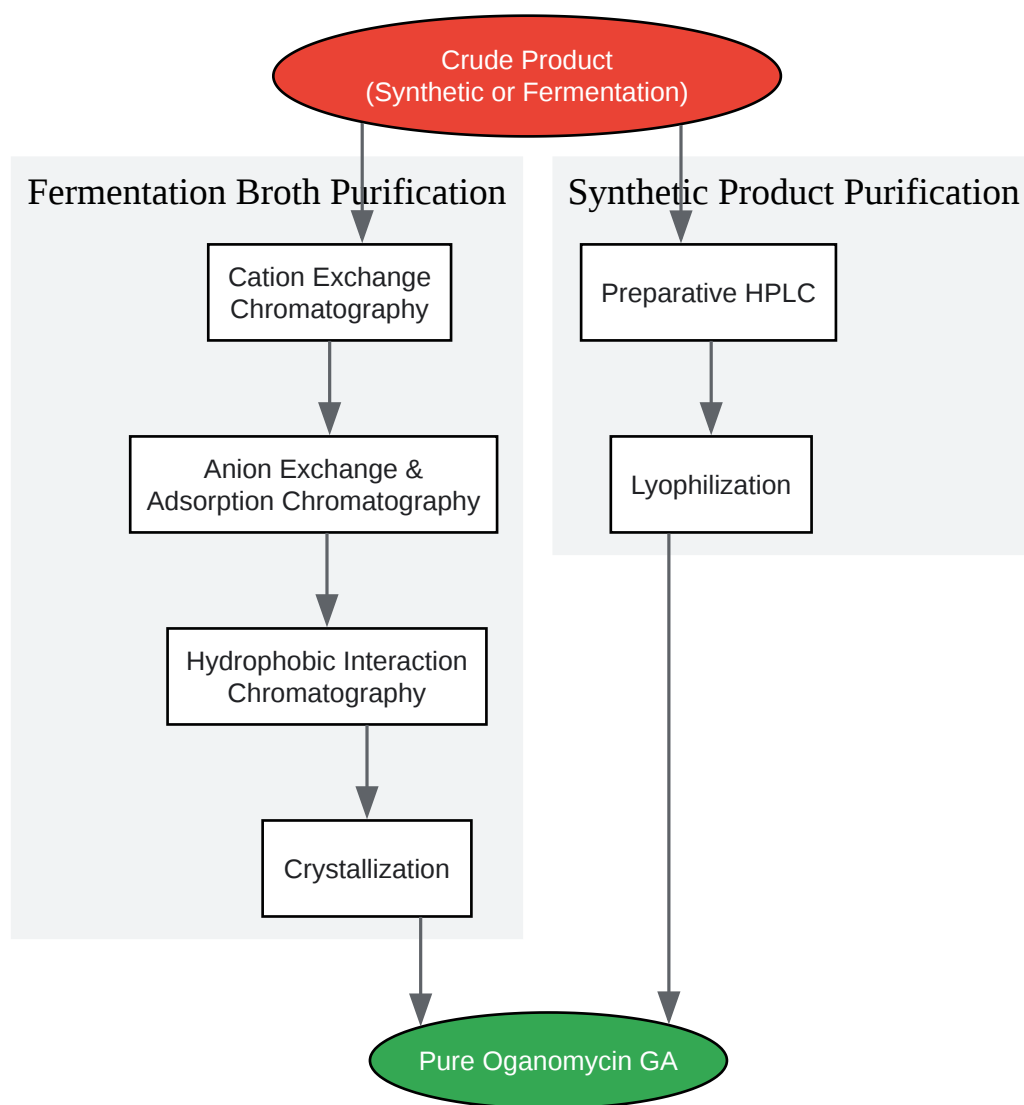 Crude Product
(Synthetic or Fermentation)
Fermentation Broth Purification
Cation Exchange
Chromatography
Anion Exchange &
Adsorption Chromatography
Hydrophobic Interaction
Chromatography
Crystallization
Synthetic Product Purification
Preparative HPLC
Lyophilization
Pure Oganomycin GA